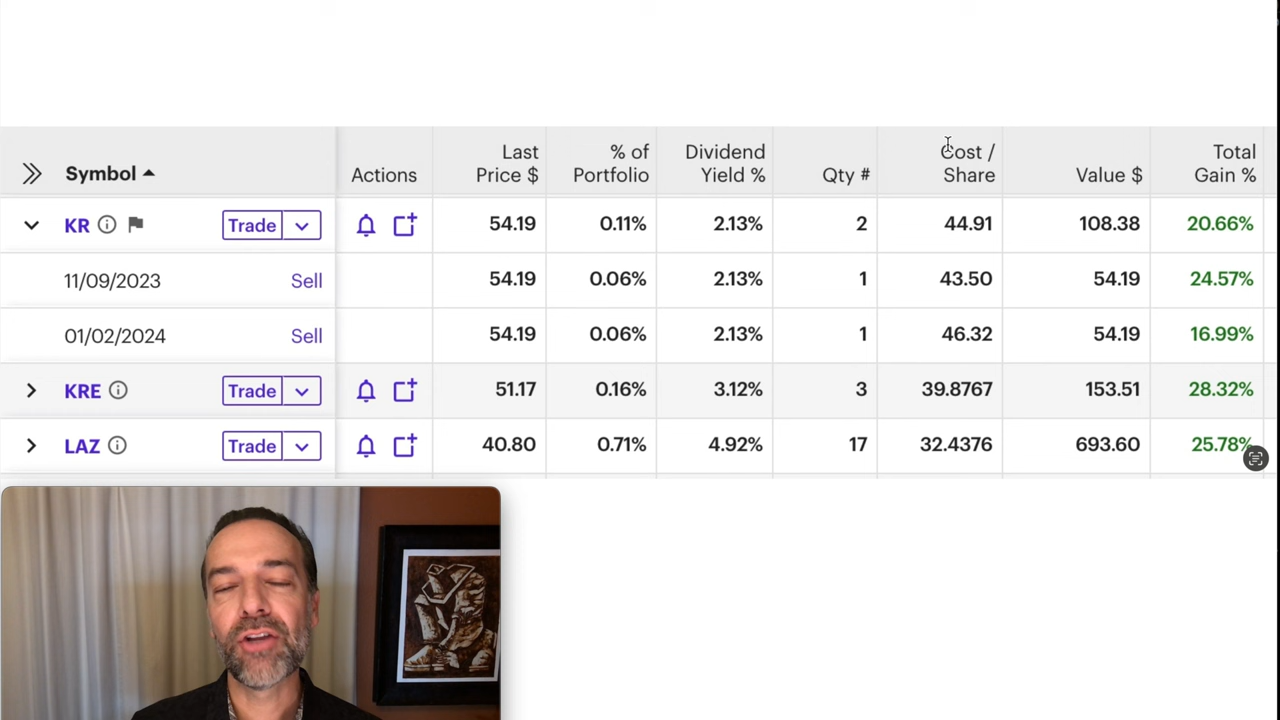 Symbol Actions Last Price $ % of Portfolio Dividend Yield % Qty # Cost / Share Value $ Total Gain %
KR Trade 54.19 0.11% 2.13% 2 44.91 108.38 20.66%
11/09/2023 Sell 54.19 0.06% 2.13% 1 43.50 54.19 24.57%
01/02/2024 Sell 54.19 0.06% 2.13% 1 46.32 54.19 16.99%
KRE Trade 51.17 0.16% 3.12% 3 39.8767 153.51 28.32%
LAZ Trade 40.80 0.71% 4.92% 17 32.4376 693.60 25.78%